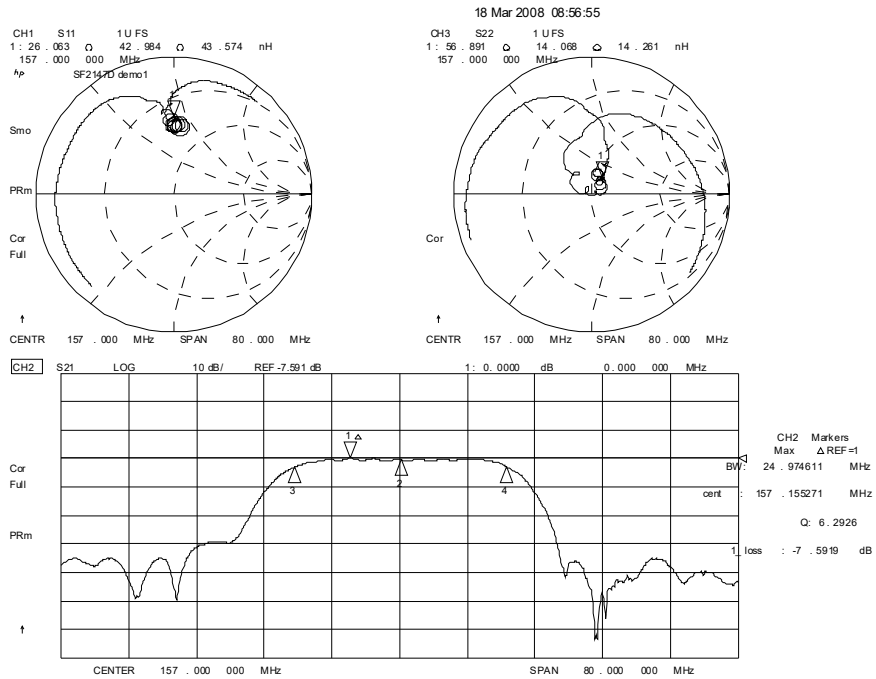 18 Mar 2008 08:56:55
CH1 S11 1 U FS
1 : 26 . 063 Ω 42 . 984 Ω 43 . 574 nH
157 . 000 000 MHz
hp SF2147D demo1
1
Smo
PRm
Cor
Full
CENTR 157 . 000 MHz SPAN 80 . 000 MHz
CH3 S22 1 U FS
1 : 56 . 891 Ω 14 . 068 Ω 14 . 261 nH
157 . 000 000 MHz
1
Cor
CENTR 157 . 000 MHz SPAN 80 . 000 MHz
CH2 S21 LOG 10 dB/ REF -7.591 dB 1 : 0. 0000 dB 0. 000 000 MHz
1 Δ
3 2 4
Cor
Full
PRm
CH2 Markers
Max Δ REF=1
BW: 24 . 974611 MHz
cent : 157 . 155271 MHz
Q: 6. 2926
1_ loss : -7 . 5919 dB
CENTER 157 . 000 000 MHz SPAN 80 . 000 000 MHz